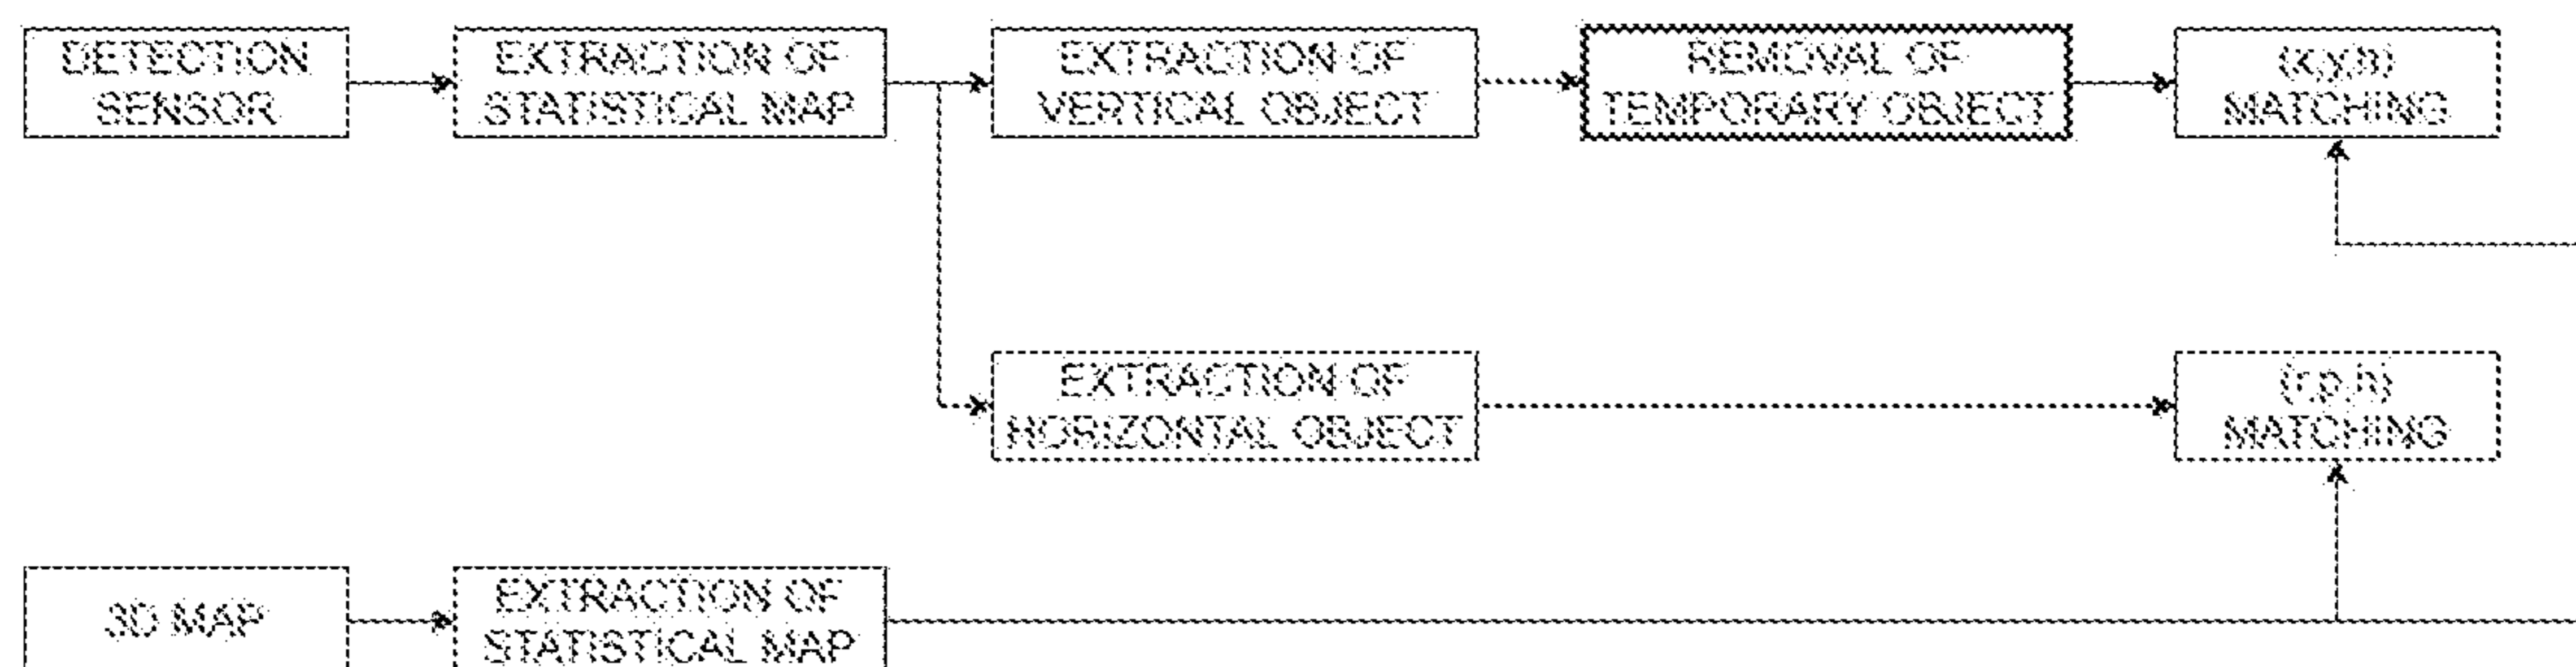 DETECTION
SENSOR
EXTRACTION OF
STATISTICAL MAP
EXTRACTION OF
VERTICAL OBJECT
REMOVAL OF
TEMPORARY OBJECT
(x,y,h)
MATCHING
EXTRACTION OF
HORIZONTAL OBJECT
(r,p,h)
MATCHING
3D MAP
EXTRACTION OF
STATISTICAL MAP